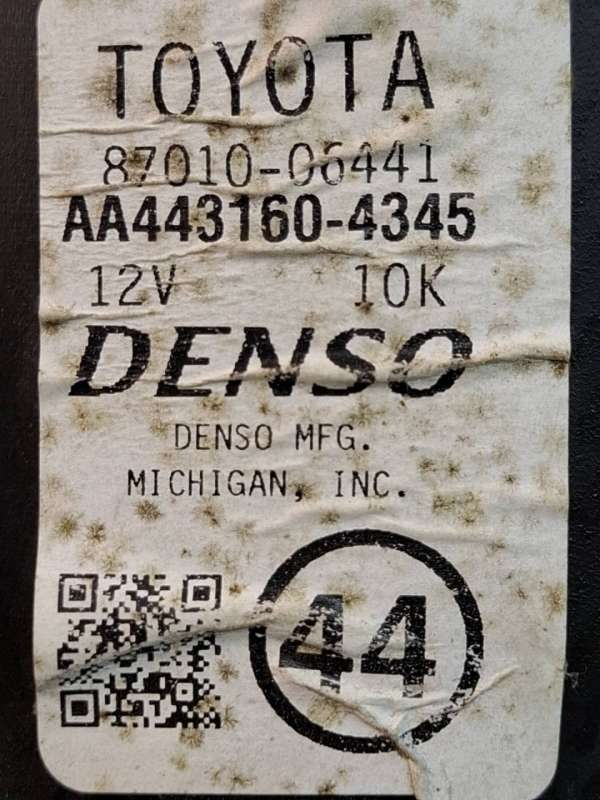 TOYOTA
87010-06441
AA443160-4345
12V 10K
DENSO
DENSO MFG.
MICHIGAN, INC.
44